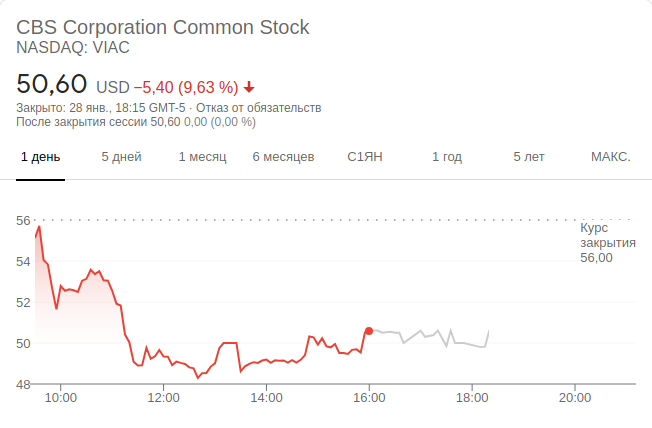 CBS Corporation Common Stock
NASDAQ: VIAC
50,60 USD −5,40 (9,63 %)
Закрыто: 28 янв., 18:15 GMT-5 · Отказ от обязательств
После закрытия сессии 50,60 0,00 (0,00 %)
1 день 5 дней 1 месяц 6 месяцев С1ЯН 1 год 5 лет МАКС.
56
Курс
закрытия
56,00
54
52
50
48
10:00 12:00 14:00 16:00 18:00 20:00